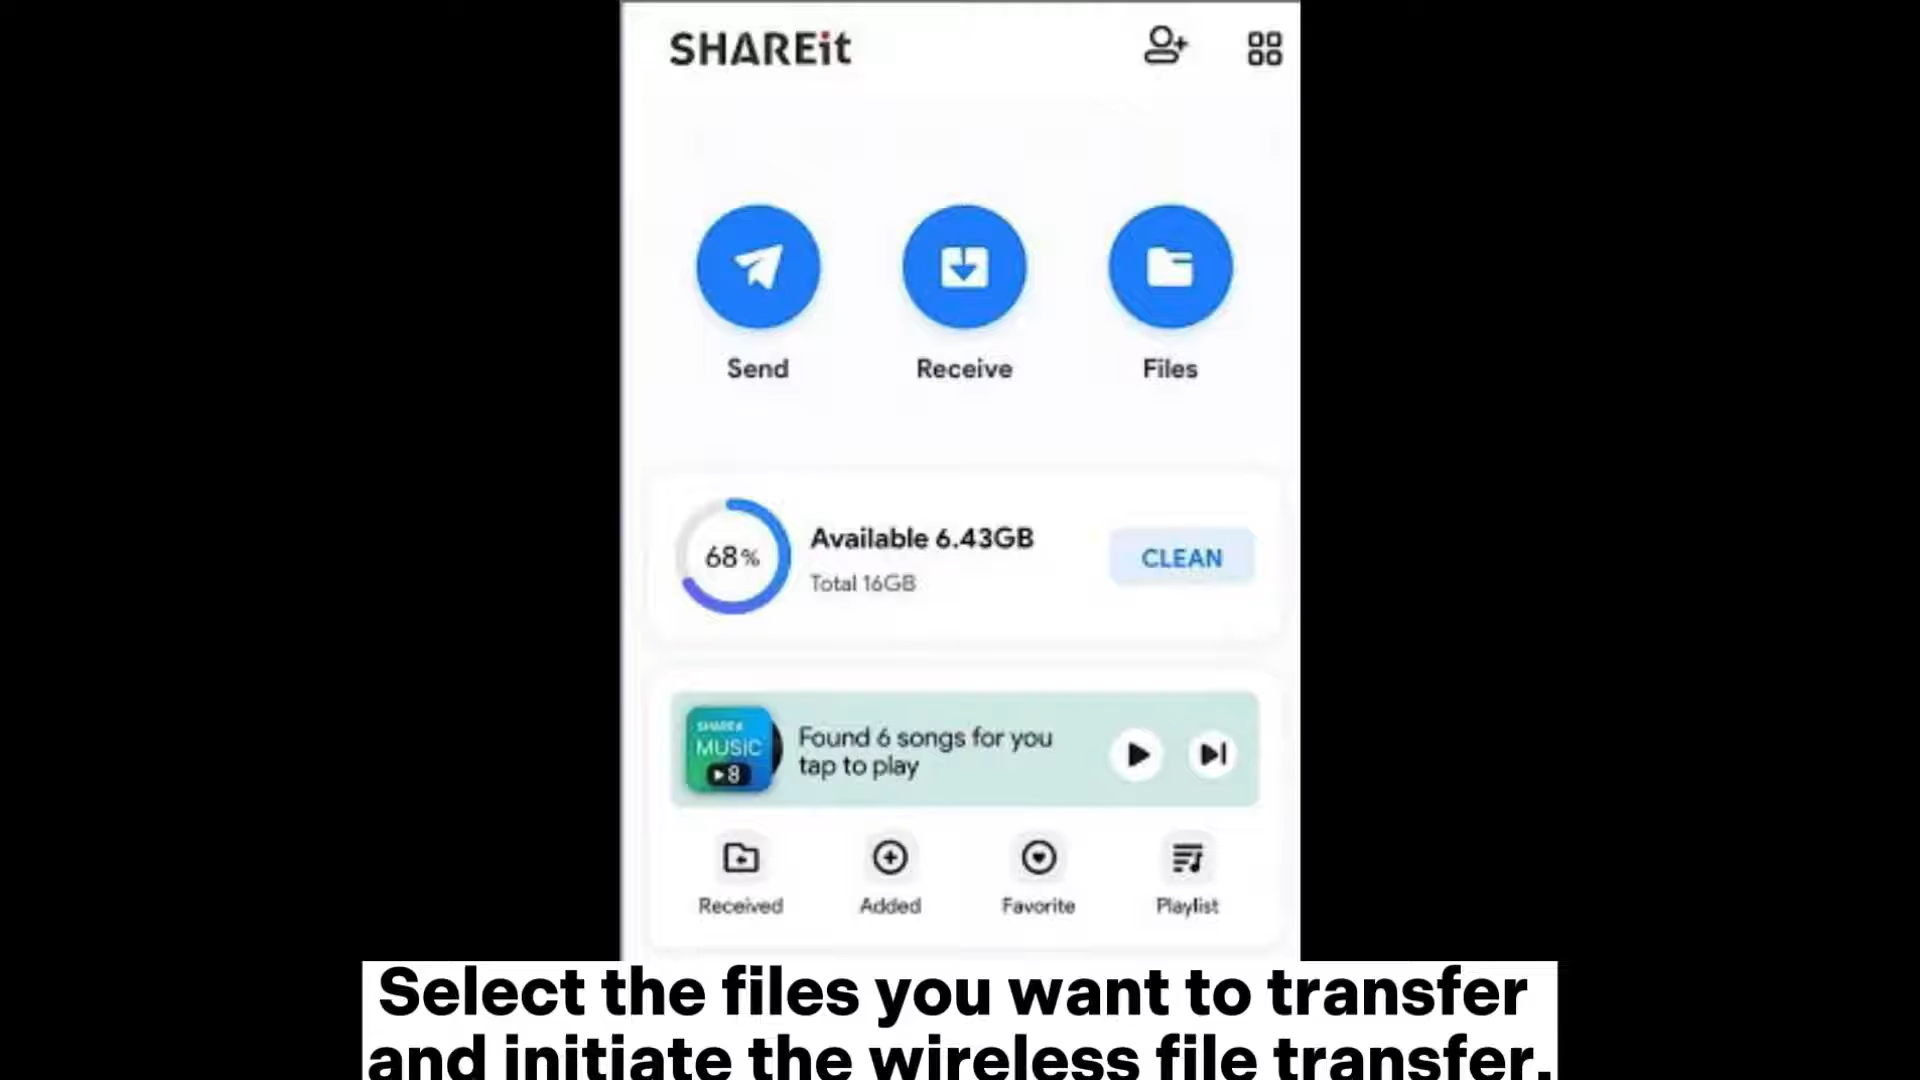 SHAREit
Send
Receive
Files
68%
Available 6.43GB
Total 16GB
CLEAN
SHAREit
MUSIC
8
Found 6 songs for you
tap to play
Received
Added
Favorite
Playlist
Select the files you want to transfer
and initiate the wireless file transfer.